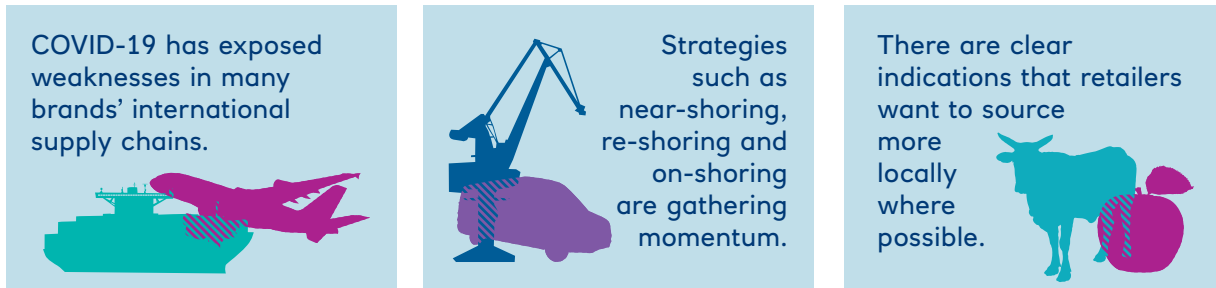 COVID-19 has exposed
weaknesses in many
brands’ international
supply chains.
Strategies
such as
near-shoring,
re-shoring and
on-shoring
are gathering
momentum.
There are clear
indications that retailers
want to source
more
locally
where
possible.